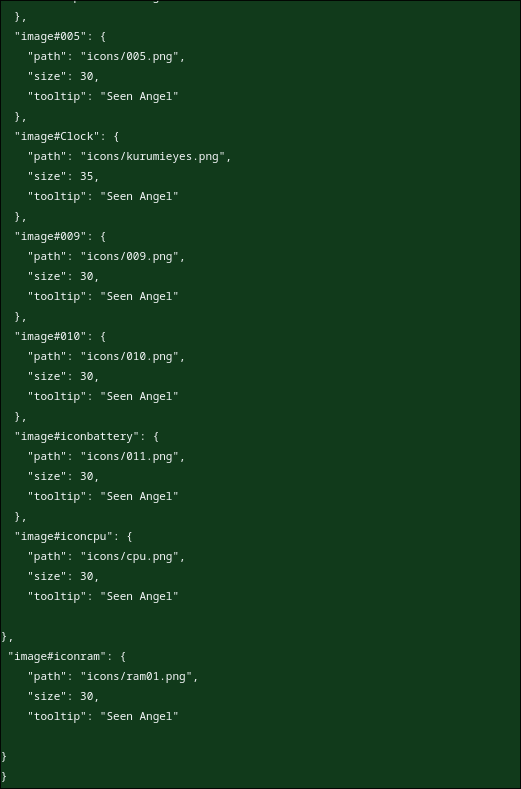 },
"image#005": {
"path": "icons/005.png",
"size": 30,
"tooltip": "Seen Angel"
},
"image#Clock": {
"path": "icons/kurumieyes.png",
"size": 35,
"tooltip": "Seen Angel"
},
"image#009": {
"path": "icons/009.png",
"size": 30,
"tooltip": "Seen Angel"
},
"image#010": {
"path": "icons/010.png",
"size": 30,
"tooltip": "Seen Angel"
},
"image#iconbattery": {
"path": "icons/011.png",
"size": 30,
"tooltip": "Seen Angel"
},
"image#iconcpu": {
"path": "icons/cpu.png",
"size": 30,
"tooltip": "Seen Angel"
},
"image#iconram": {
"path": "icons/ram01.png",
"size": 30,
"tooltip": "Seen Angel"
}
}